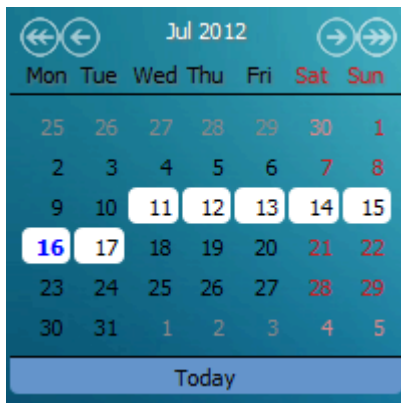 Jul 2012
Mon Tue Wed Thu Fri Sat Sun
25 26 27 28 29 30 1
2 3 4 5 6 7 8
9 10 11 12 13 14 15
16 17 18 19 20 21 22
23 24 25 26 27 28 29
30 31 1 2 3 4 5
Today